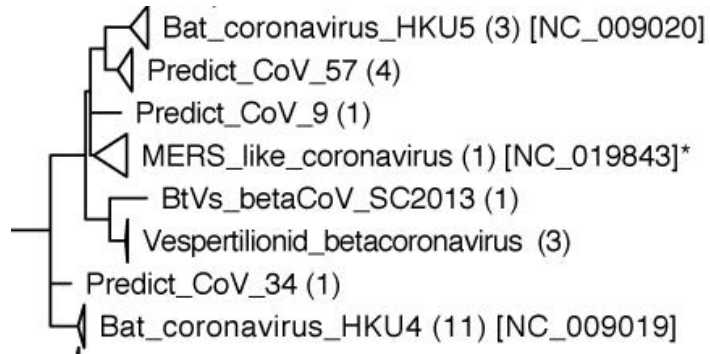 Bat_coronavirus_HKU5 (3) [NC_009020]
Predict_CoV_57 (4)
Predict_CoV_9 (1)
MERS_like_coronavirus (1) [NC_019843]*
BtVs_betaCoV_SC2013 (1)
Vespertilionid_betacoronavirus (3)
Predict_CoV_34 (1)
Bat_coronavirus_HKU4 (11) [NC_009019]